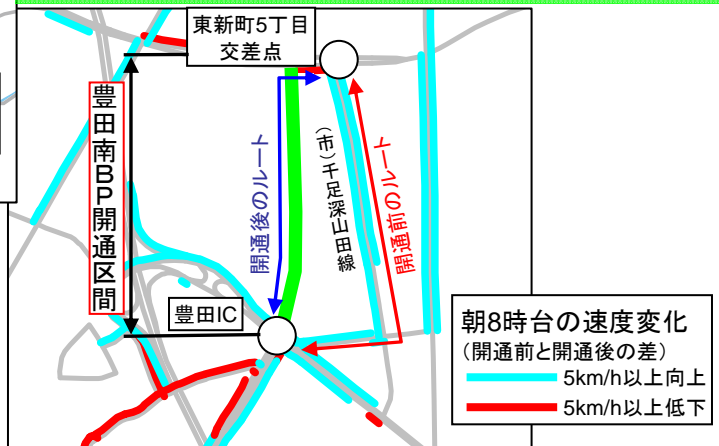 東新町5丁目
交差点
豊田南BP開通区間
開通後のルート
(市)千足深山田線
開通前のルート
豊田IC
朝8時台の速度変化
(開通前と開通後の差)
5km/h以上向上
5km/h以上低下